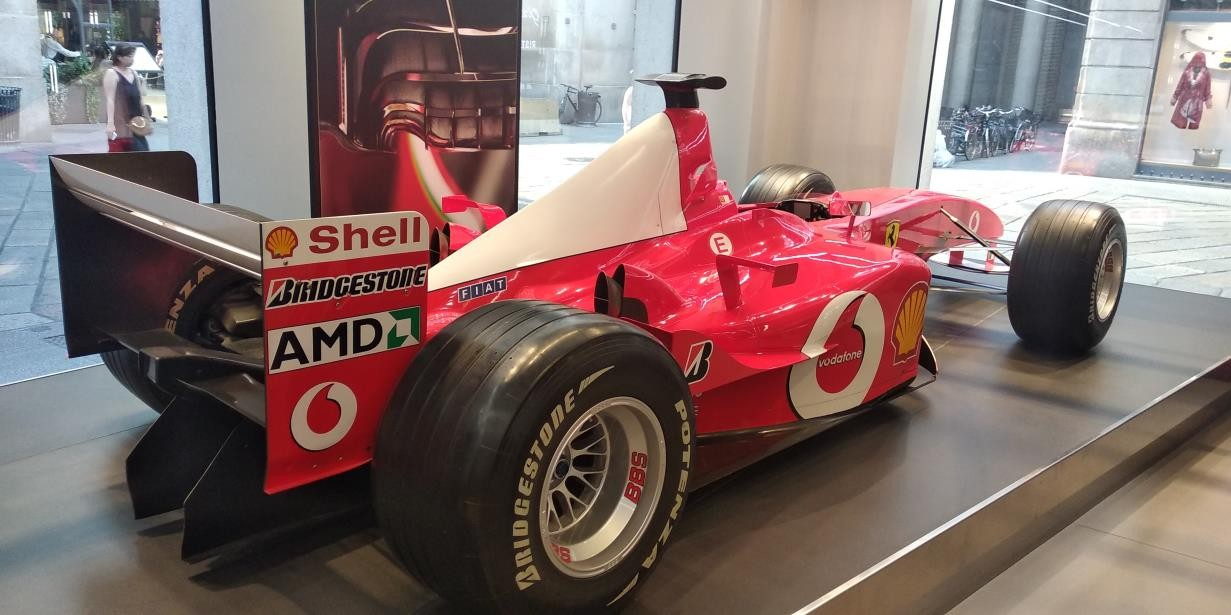 Shell
BRIDGESTONE
AMD
FIAT
E
vodafone
BRIDGESTONE
POTENZA
BBS